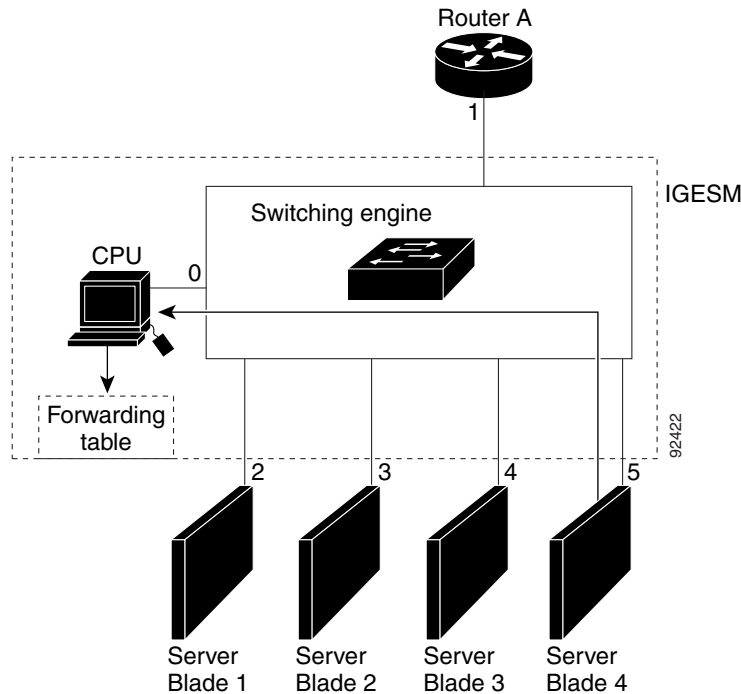 Router A
1
IGESM
Switching engine
CPU
0
Forwarding
table
92422
2
3
4
5
Server
Blade 1
Server
Blade 2
Server
Blade 3
Server
Blade 4